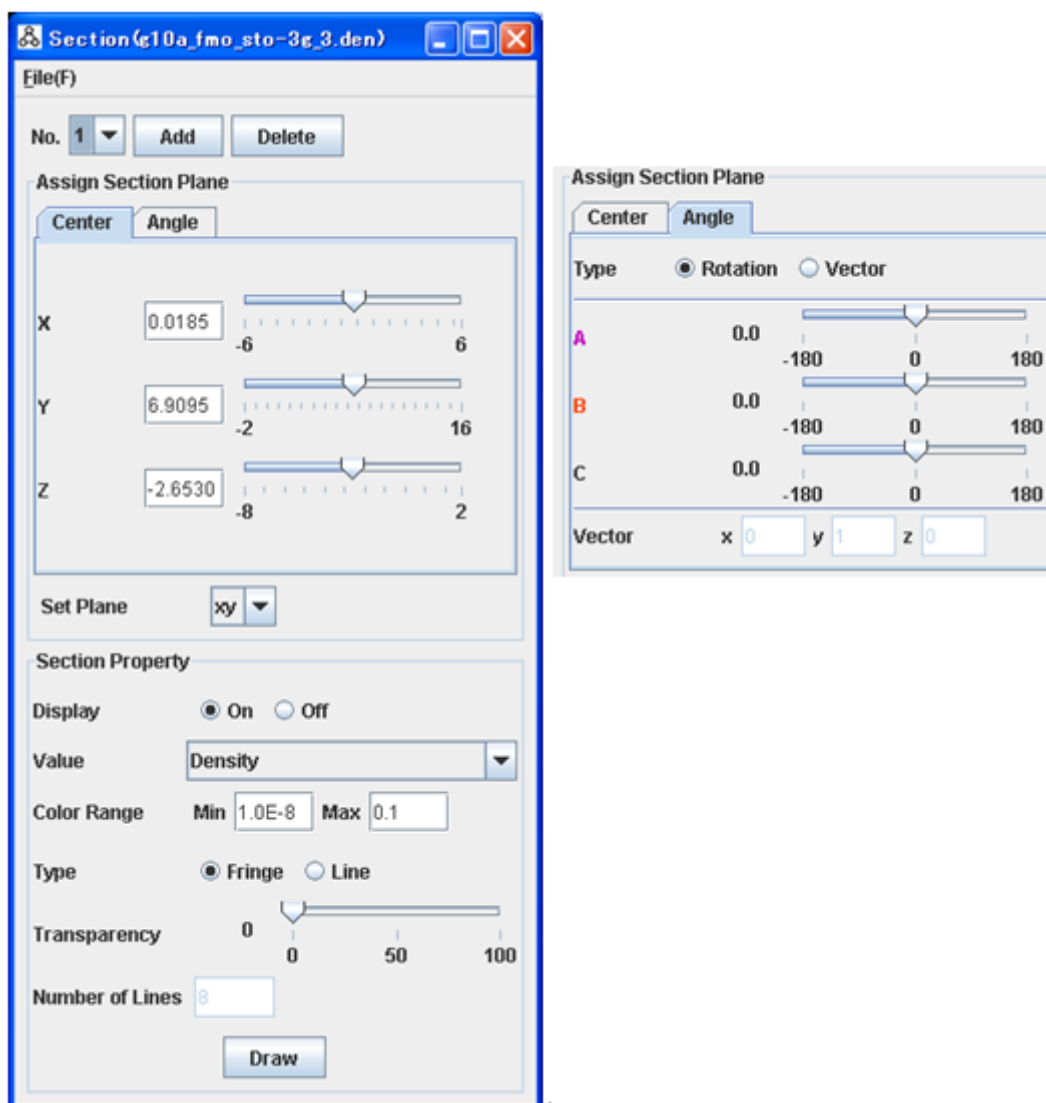 Section(g10a_fmo_sto-3g_3.den)
File(F)
No. 1 Add Delete
Assign Section Plane
Center Angle
X 0.0185
-6 6
Y 6.9095
-2 16
Z -2.6530
-8 2
Set Plane xy
Section Property
Display On Off
Value Density
Color Range Min 1.0E-8 Max 0.1
Type Fringe Line
Transparency 0
0 50 100
Number of Lines 8
Draw
Assign Section Plane
Center Angle
Type Rotation Vector
A 0.0
-180 0 180
B 0.0
-180 0 180
C 0.0
-180 0 180
Vector x 0 y 1 z 0